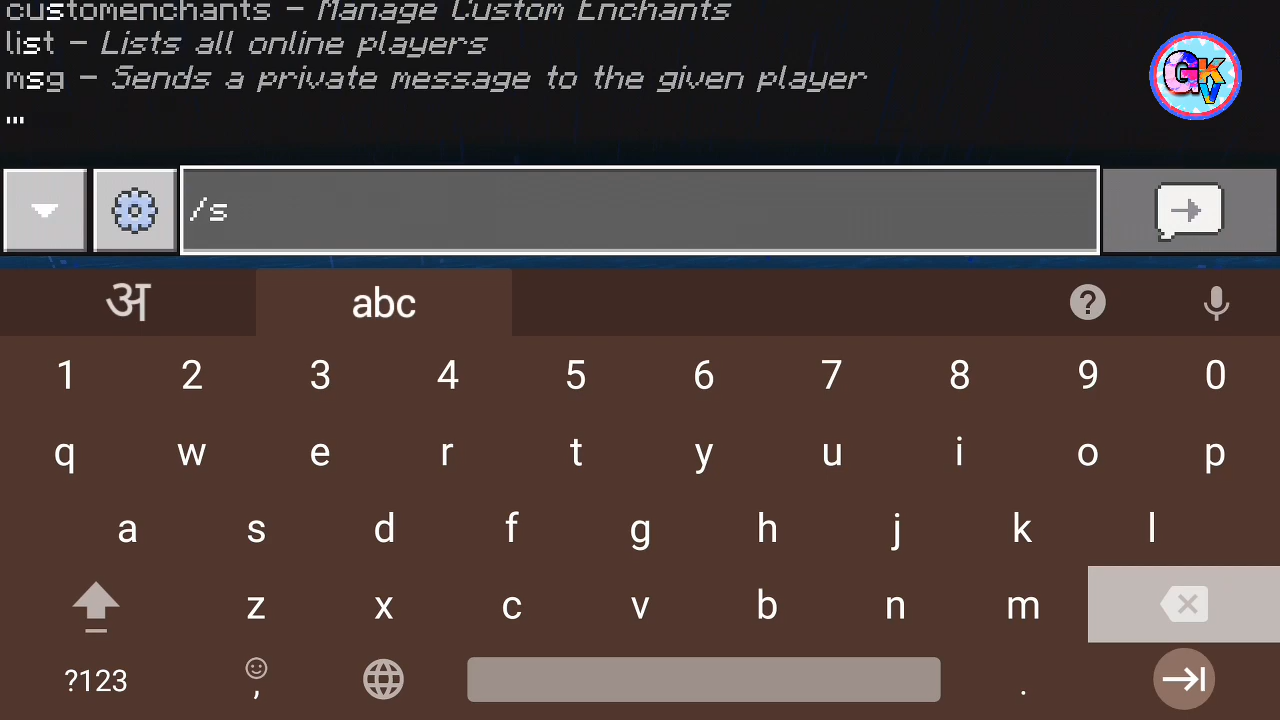 customenchants – Manage Custom Enchants
list – Lists all online players
msg – Sends a private message to the given player
...
GKV
/s
अ abc ?
1 2 3 4 5 6 7 8 9 0
q w e r t y u i o p
a s d f g h j k l
z x c v b n m
?123 , .